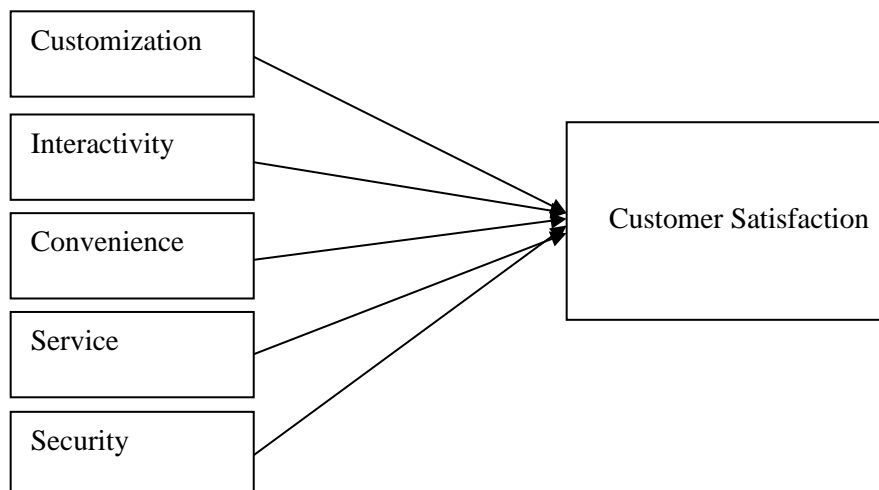 Customization
Interactivity
Convenience
Service
Security
Customer Satisfaction